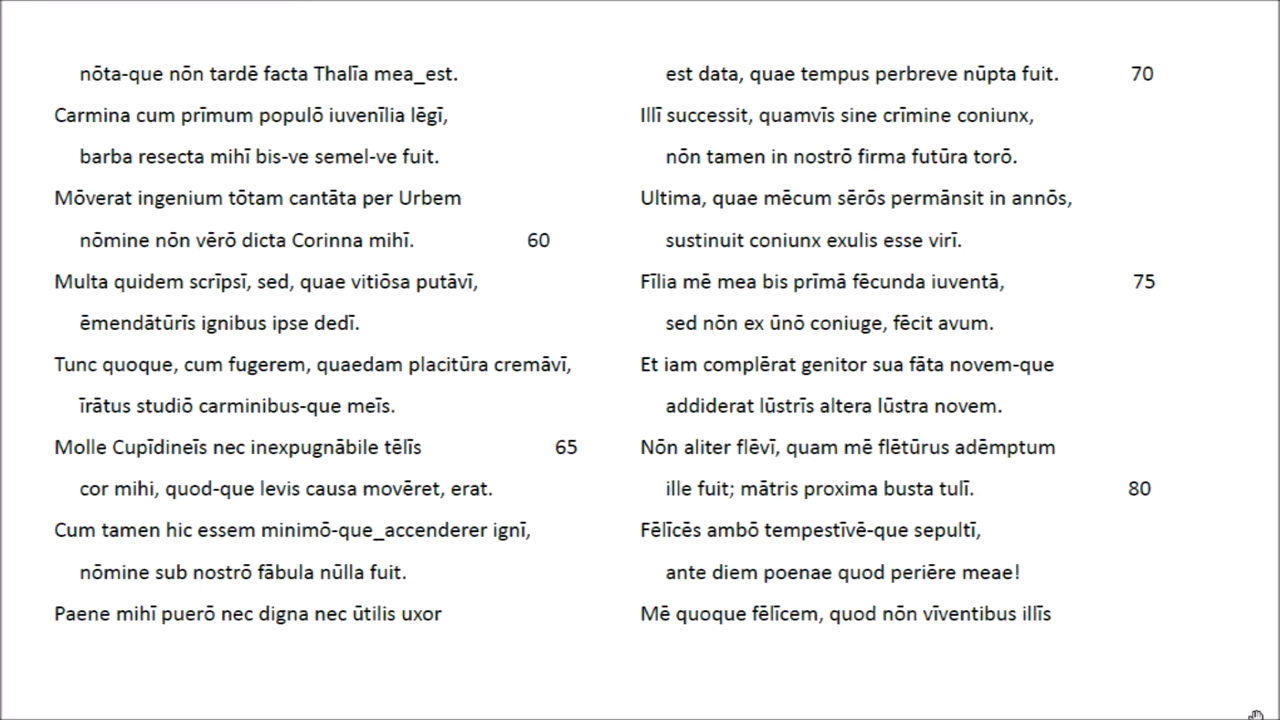 nōta-que nōn tardē facta Thalīa mea_est.
Carmina cum prīmum populō iuvenīlia lēgī,
barba resecta mihī bis-ve semel-ve fuit.
Mōverat ingenium tōtam cantāta per Urbem
nōmine nōn vērō dicta Corinna mihī. 60
Multa quidem scrīpsī, sed, quae vitiōsa putāvī,
ēmendātūrīs ignibus ipse dedī.
Tunc quoque, cum fugerem, quaedam placitūra cremāvī,
īrātus studiō carminibus-que meīs.
Molle Cupīdineīs nec inexpugnābile tēlīs 65
cor mihi, quod-que levis causa movēret, erat.
Cum tamen hic essem minimō-que_accenderer ignī,
nōmine sub nostrō fābula nūlla fuit.
Paene mihī puerō nec digna nec ūtilis uxor
est data, quae tempus perbreve nūpta fuit. 70
Illī successit, quamvīs sine crīmine coniunx,
nōn tamen in nostrō firma futūra torō.
Ultima, quae mēcum sērōs permānsit in annōs,
sustinuit coniunx exulis esse virī.
Fīlia mē mea bis prīmā fēcunda iuventā, 75
sed nōn ex ūnō coniuge, fēcit avum.
Et iam complērat genitor sua fāta novem-que
addiderat lūstrīs altera lūstra novem.
Nōn aliter flēvī, quam mē flētūrus adēmptum
ille fuit; mātris proxima busta tulī. 80
Fēlīcēs ambō tempestīvē-que sepultī,
ante diem poenae quod periēre meae!
Mē quoque fēlīcem, quod nōn vīventibus illīs